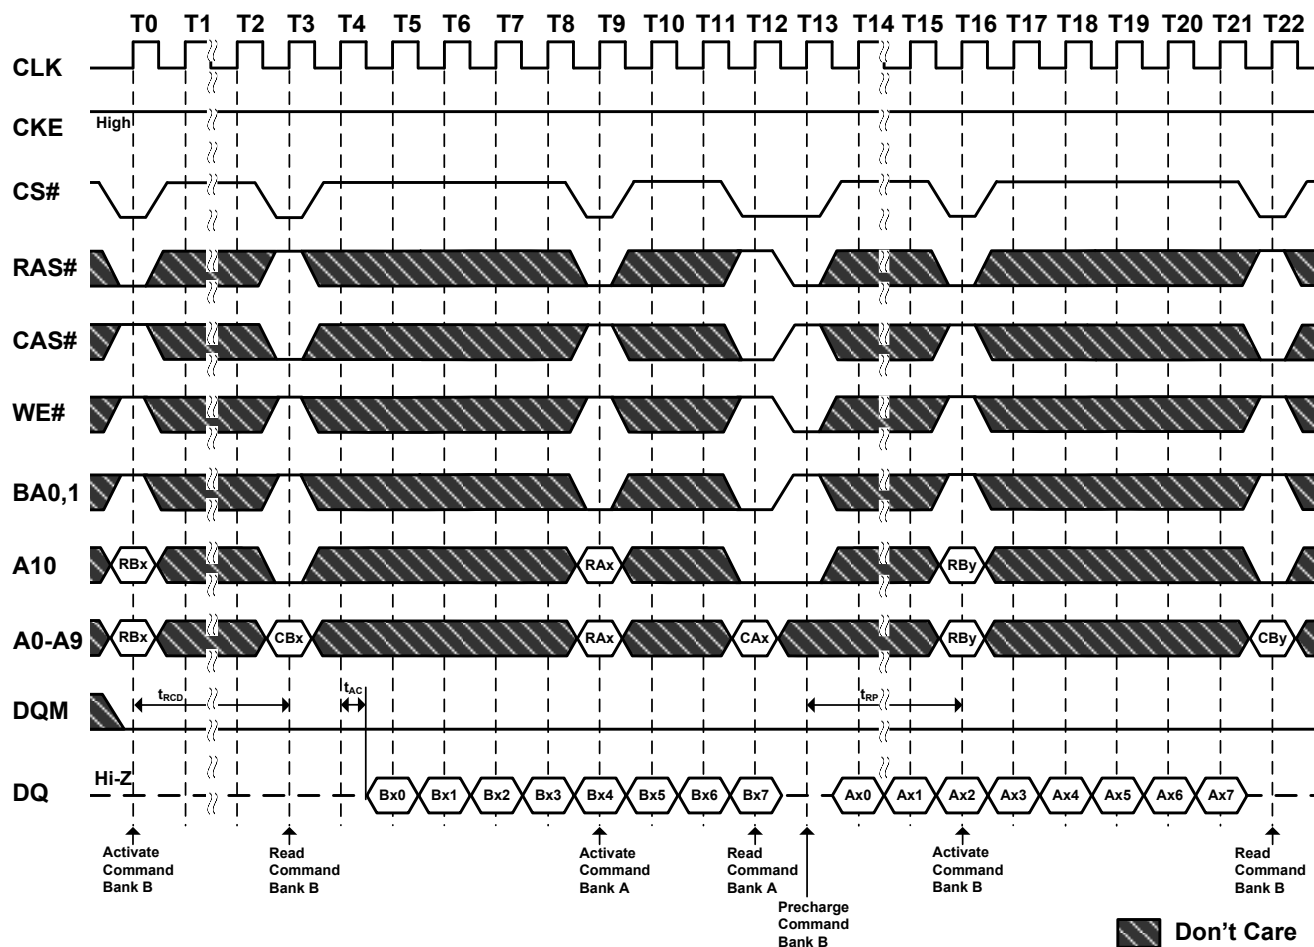 T0 T1 T2 T3 T4 T5 T6 T7 T8 T9 T10 T11 T12 T13 T14 T15 T16 T17 T18 T19 T20 T21 T22
CLK
CKE High
CS#
RAS#
CAS#
WE#
BA0,1
A10 RBx RAx RBy
A0-A9 RBx CBx RAx CAx RBy CBy
tRCD tAC tRP
DQM
DQ Hi-Z Bx0 Bx1 Bx2 Bx3 Bx4 Bx5 Bx6 Bx7 Ax0 Ax1 Ax2 Ax3 Ax4 Ax5 Ax6 Ax7
Activate
Command
Bank B
Read
Command
Bank B
Activate
Command
Bank A
Read
Command
Bank A
Precharge
Command
Bank B
Activate
Command
Bank B
Read
Command
Bank B
Don't Care